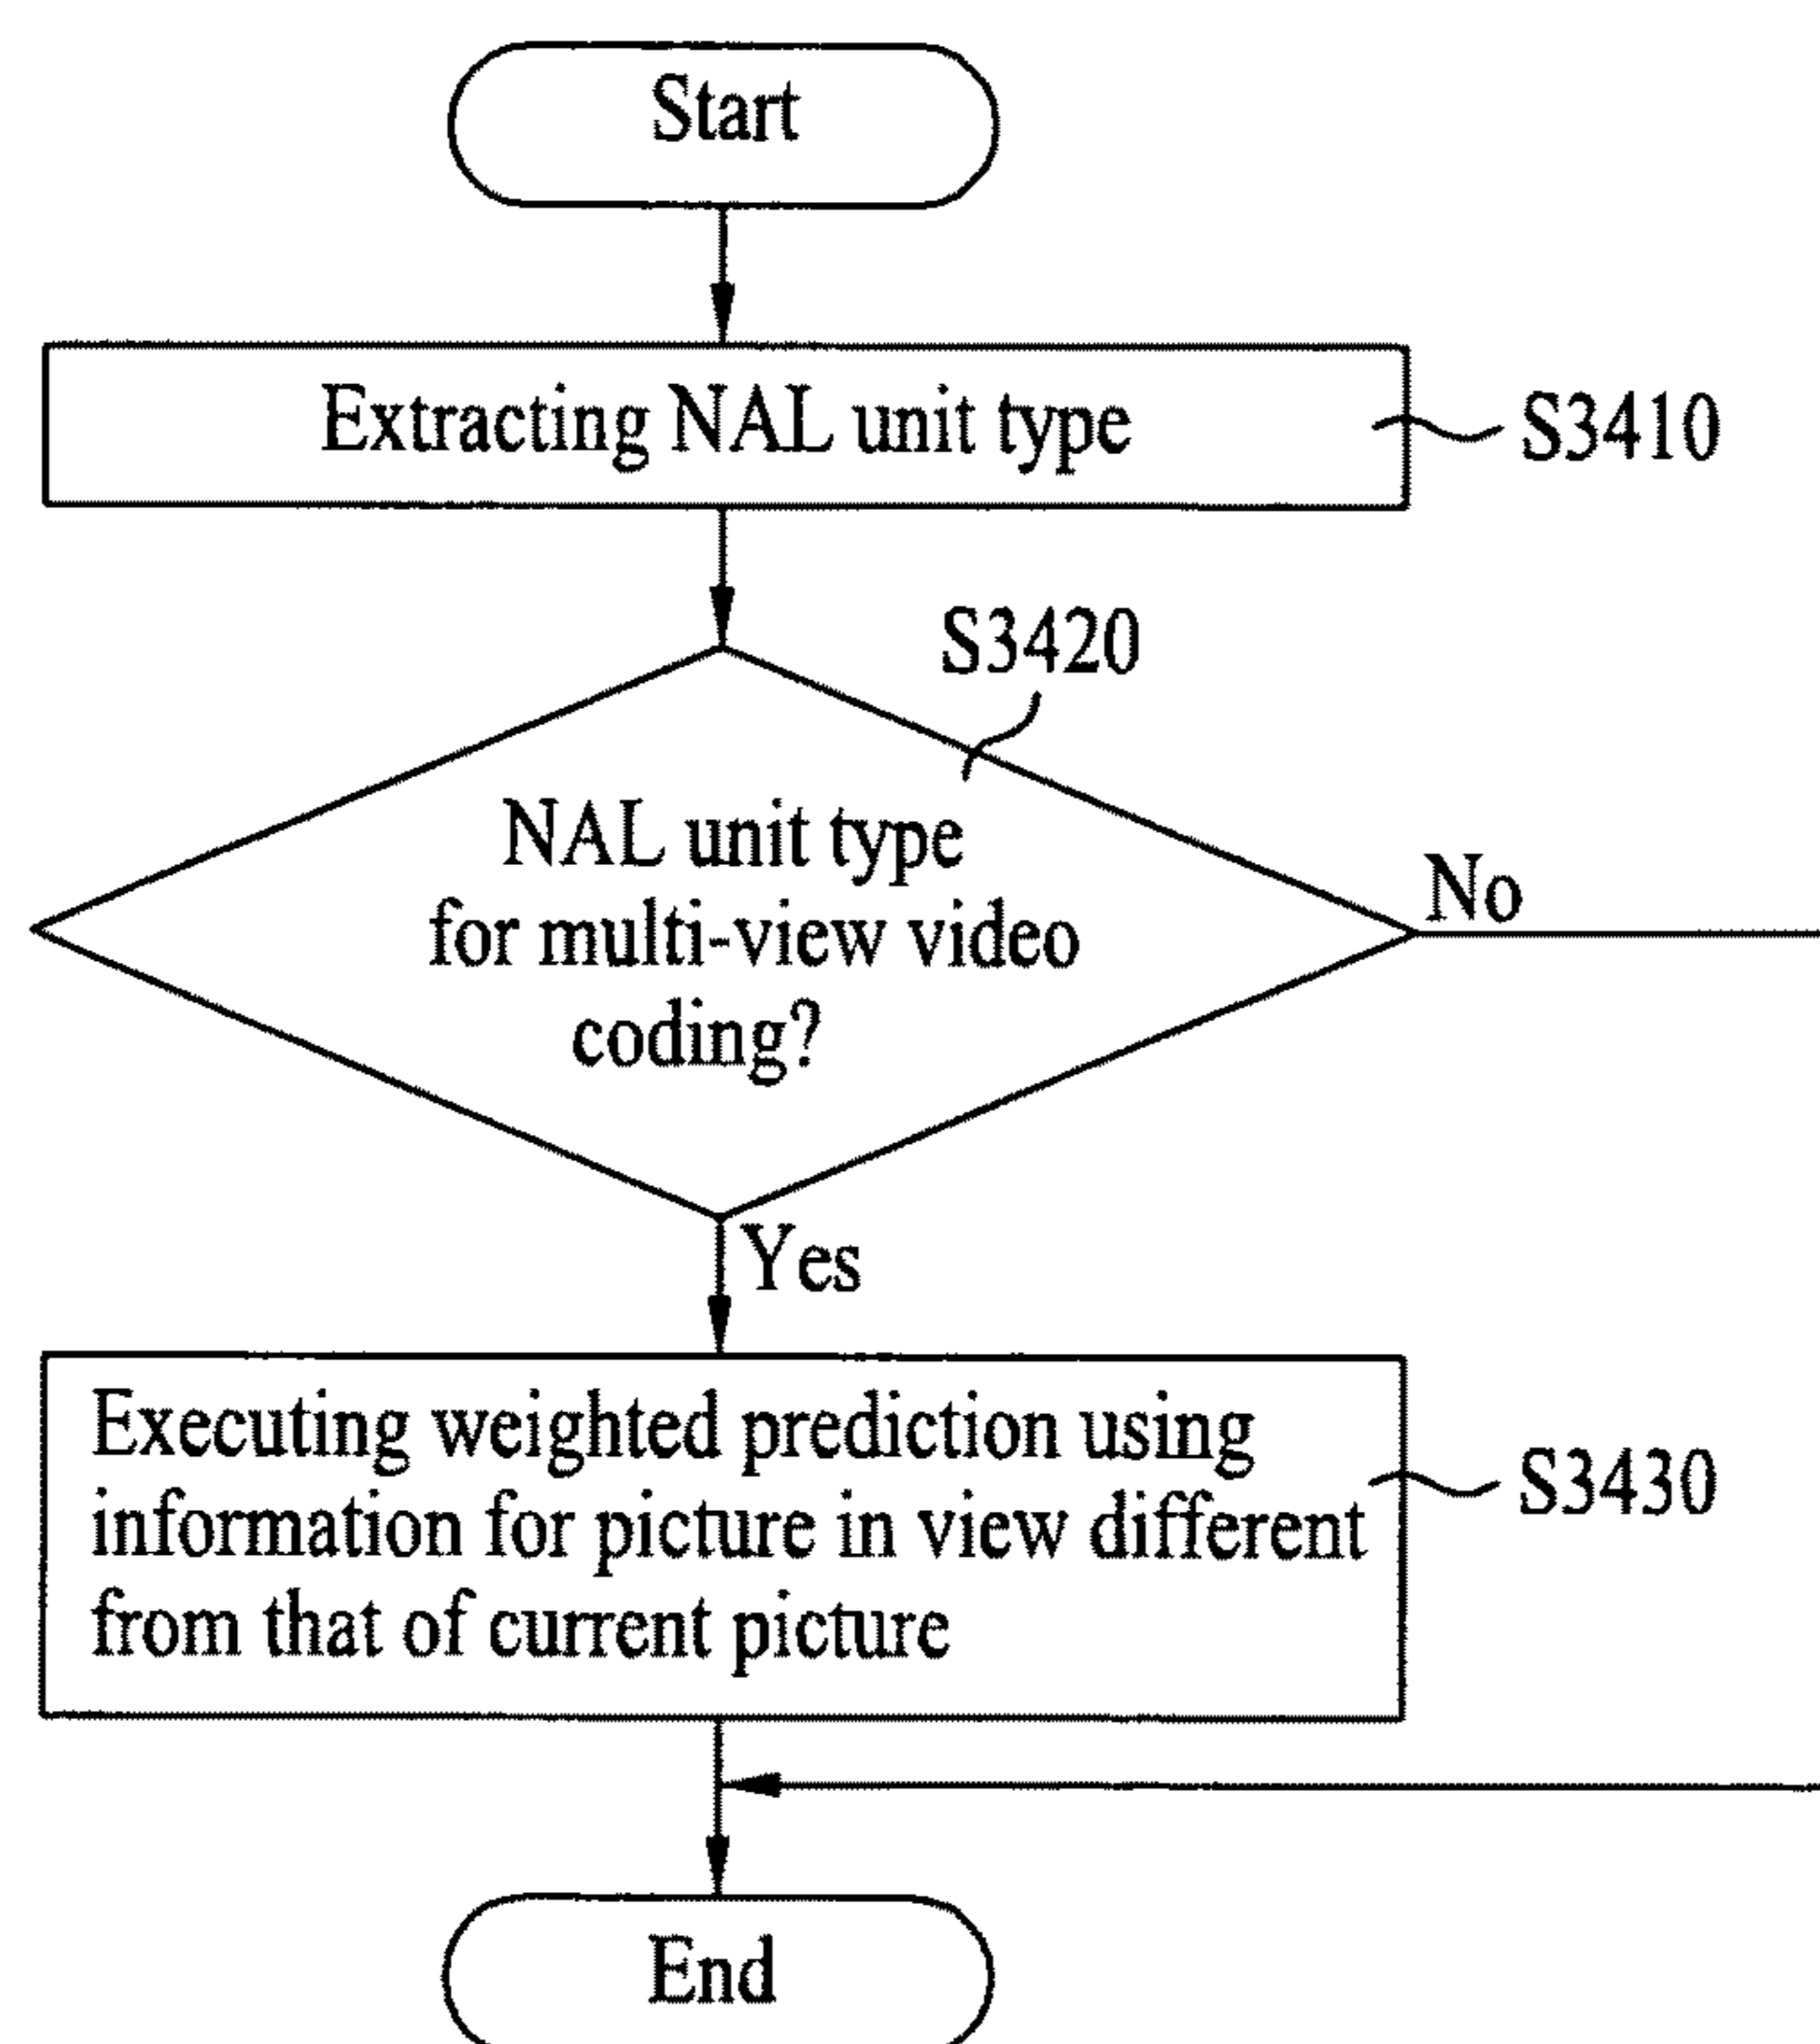 Start
Extracting NAL unit type
S3410
S3420
NAL unit type
for multi-view video
coding?
No
Yes
Executing weighted prediction using
information for picture in view different
from that of current picture
S3430
End